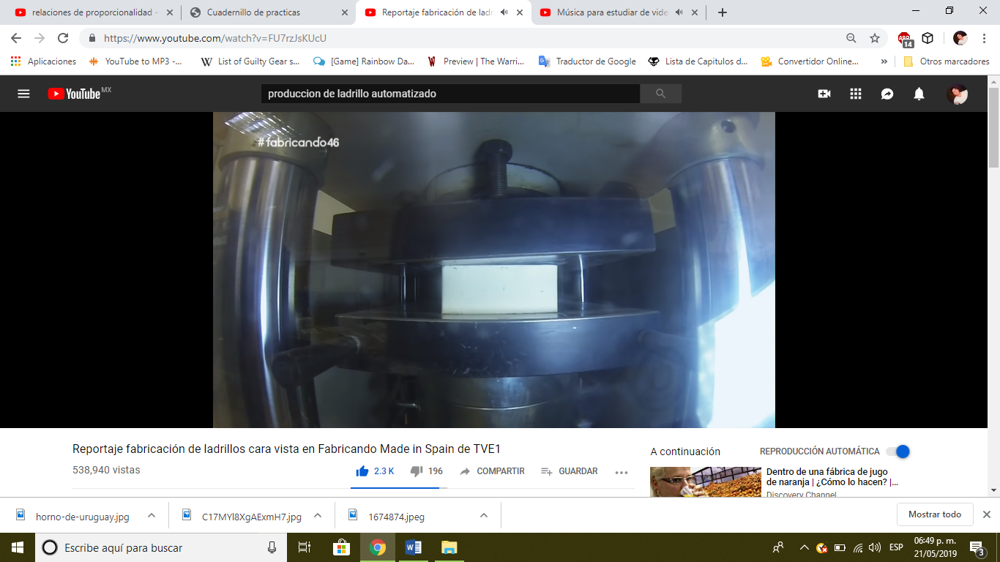 relaciones de proporcionalidad -
Cuadernillo de practicas
Reportaje fabricación de ladr
Música para estudiar de vide
https://www.youtube.com/watch?v=FU7rzJsKUcU
ABP
14
Aplicaciones
YouTube to MP3 -...
W
List of Guilty Gear s...
[Game] Rainbow Da...
Preview | The Warri...
Traductor de Google
Lista de Capitulos d...
Convertidor Online...
»
Otros marcadores
YouTube MX
produccion de ladrillo automatizado
#fabricando46
Reportaje fabricación de ladrillos cara vista en Fabricando Made in Spain de TVE1
538,940 vistas
2.3 K
196
COMPARTIR
GUARDAR
A continuación
REPRODUCCIÓN AUTOMÁTICA
Dentro de una fábrica de jugo
de naranja | ¿Cómo lo hacen? |...
Discovery Channel
horno-de-uruguay.jpg
C17MYl8XgAExmH7.jpg
1674874.jpeg
Mostrar todo
Escribe aquí para buscar
ESP
06:49 p. m.
21/05/2019
3